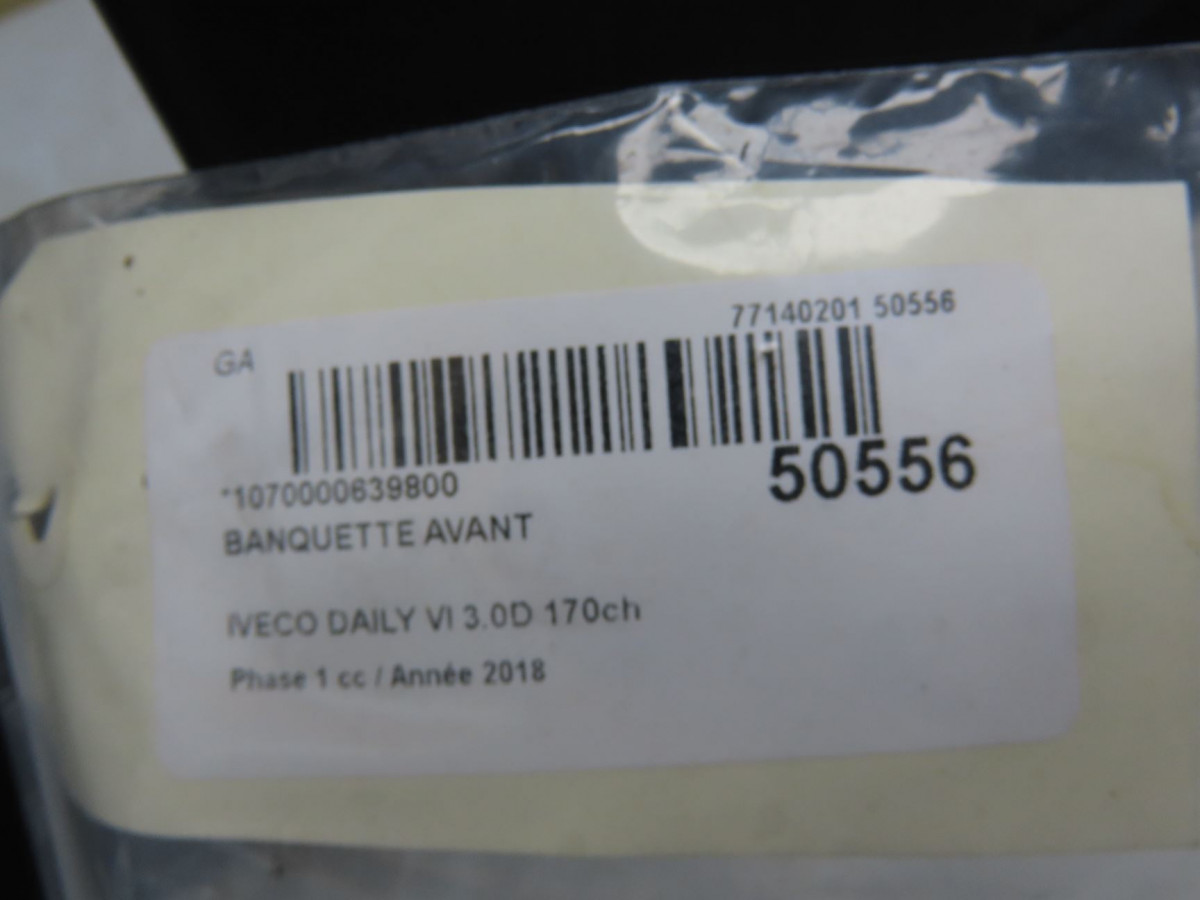 77140201 50556
GA
*1070000639800
50556
BANQUETTE AVANT
IVECO DAILY VI 3.0D 170ch
Phase 1 cc / Année 2018